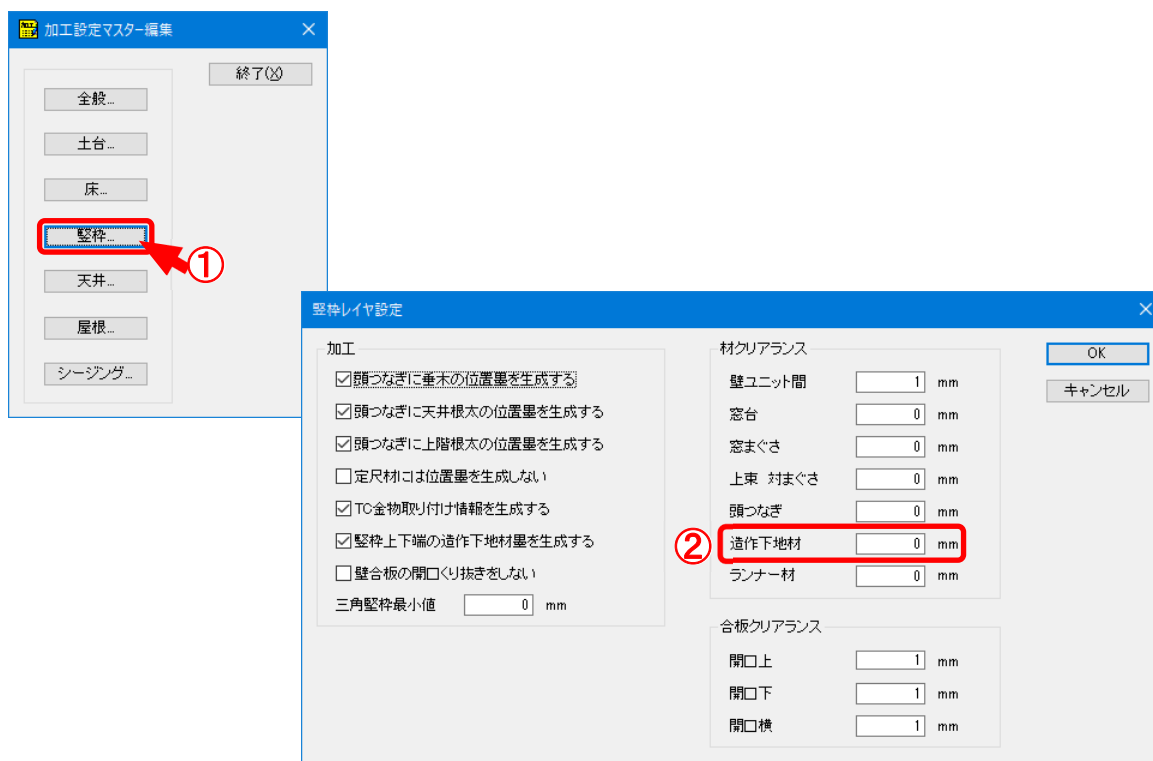 加工設定マスター編集
終了(X)
全般...
土台...
床...
竪枠...
①
天井...
屋根...
シージング...
竪枠レイヤ設定
加工
頭つなぎに垂木の位置墨を生成する
頭つなぎに天井根太の位置墨を生成する
頭つなぎに上階根太の位置墨を生成する
定尺材には位置墨を生成しない
TC金物取り付け情報を生成する
竪枠上下端の造作下地材墨を生成する
壁合板の開口くり抜きをしない
三角竪枠最小値 0 mm
材クリアランス
壁ユニット間 1 mm
窓台 0 mm
窓まぐさ 0 mm
上束 対まぐさ 0 mm
頭つなぎ 0 mm
② 造作下地材 0 mm
ランナー材 0 mm
合板クリアランス
開口上 1 mm
開口下 1 mm
開口横 1 mm
OK
キャンセル